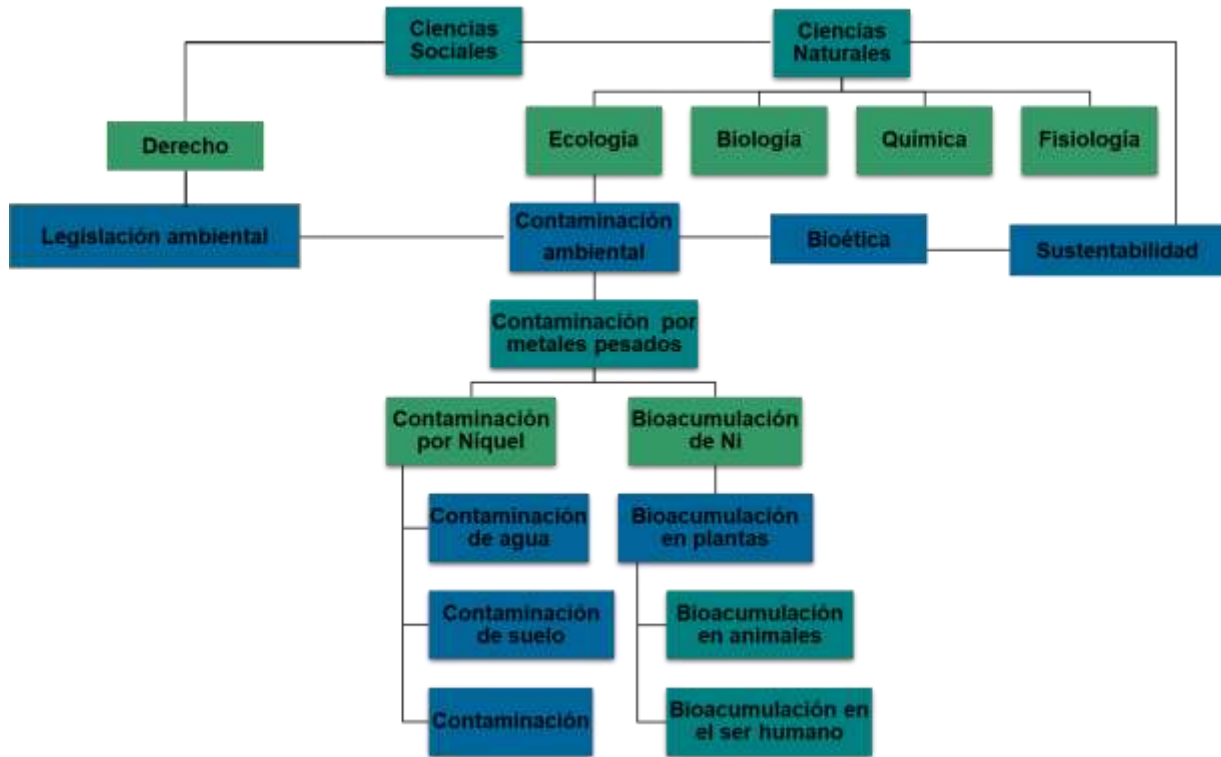 Ciencias
Sociales
Ciencias
Naturales
Derecho
Ecología
Biología
Química
Fisiología
Legislación ambiental
Contaminación
ambiental
Bioética
Sustentabilidad
Contaminación por
metales pesados
Contaminación
por Níquel
Bioacumulación
de Ni
Contaminación
de agua
Bioacumulación
en plantas
Contaminación
de suelo
Bioacumulación
en animales
Contaminación
Bioacumulación en
el ser humano